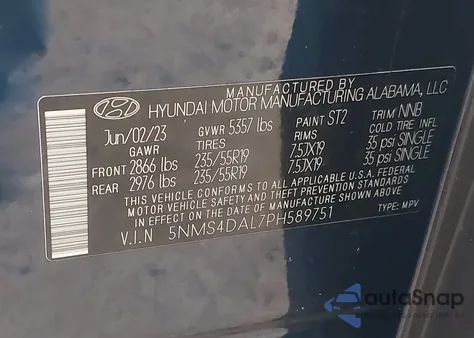 MANUFACTURED BY
HYUNDAI MOTOR MANUFACTURING ALABAMA, LLC
Jun/02/23 GVWR 5357 lbs PAINT ST2 TRIM NNB
GAWR TIRES RIMS COLD TIRE INFL
FRONT 2866 lbs 235/55R19 7.5JX19 35 psi SINGLE
REAR 2976 lbs 235/55R19 7.5JX19 35 psi SINGLE
THIS VEHICLE CONFORMS TO ALL APPLICABLE U.S.A. FEDERAL
MOTOR VEHICLE SAFETY AND THEFT PREVENTION STANDARDS
IN EFFECT ON THE DATE OF MANUFACTURE SHOWN ABOVE.
V.I.N 5NMS4DAL7PH589751 TYPE: MPV
autoSnap